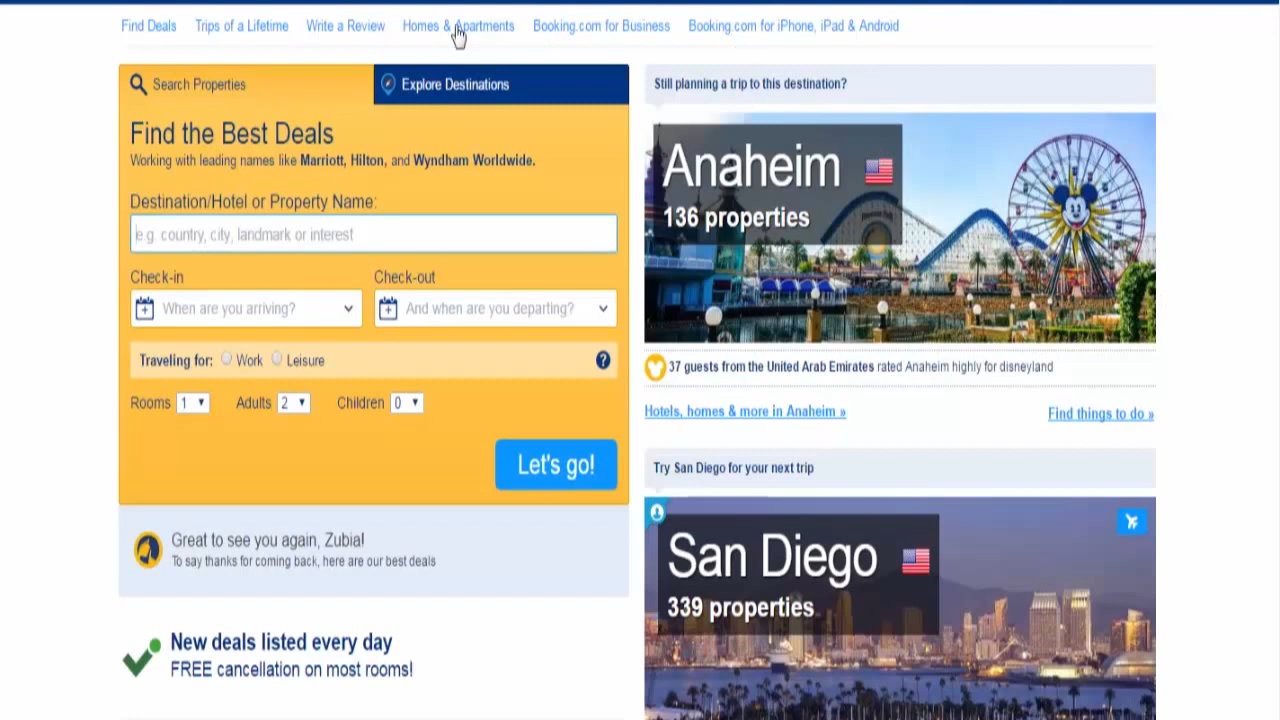 Find Deals Trips of a Lifetime Write a Review Homes & Apartments Booking.com for Business Booking.com for iPhone, iPad & Android
Search Properties Explore Destinations
Find the Best Deals
Working with leading names like Marriott, Hilton, and Wyndham Worldwide.
Destination/Hotel or Property Name:
e.g. country, city, landmark or interest
Check-in Check-out
When are you arriving? And when are you departing?
Traveling for: Work Leisure ?
Rooms 1 Adults 2 Children 0
Let's go!
Great to see you again, Zubia!
To say thanks for coming back, here are our best deals
New deals listed every day
FREE cancellation on most rooms!
Still planning a trip to this destination?
Anaheim
136 properties
37 guests from the United Arab Emirates rated Anaheim highly for disneyland
Hotels, homes & more in Anaheim » Find things to do »
Try San Diego for your next trip
San Diego
339 properties